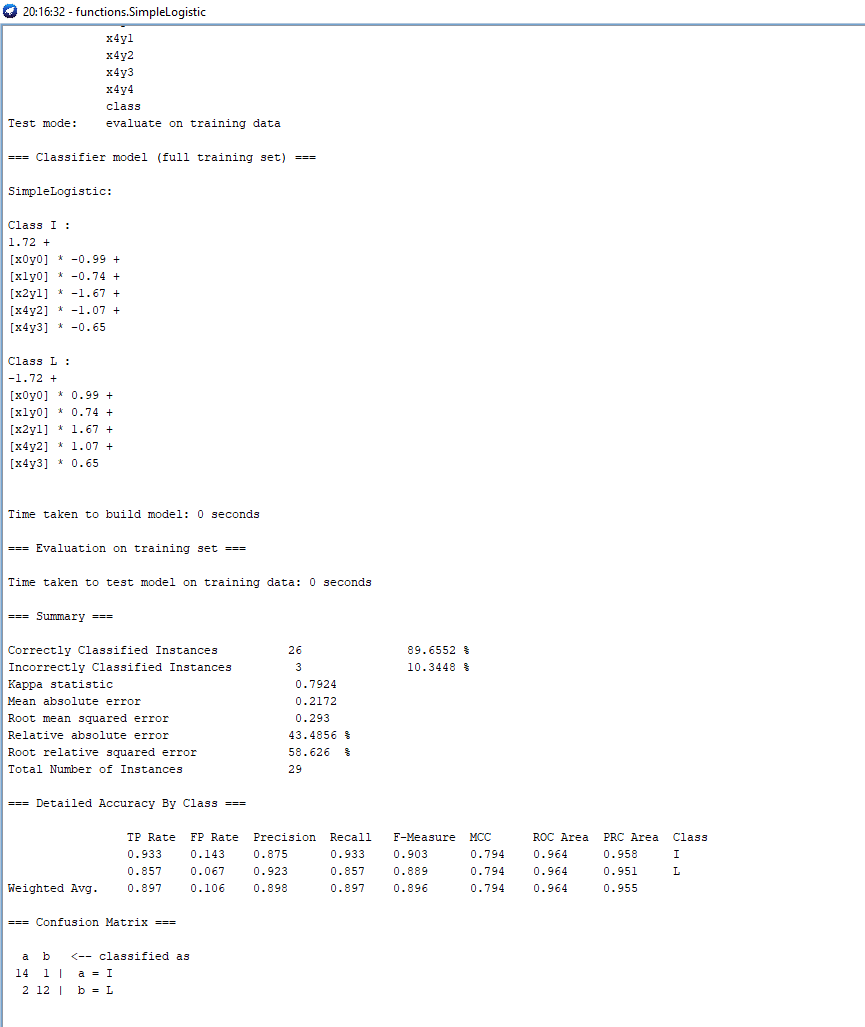 20:16:32 - functions.SimpleLogistic
x4y1
x4y2
x4y3
x4y4
class
Test mode:    evaluate on training data
=== Classifier model (full training set) ===
SimpleLogistic:
Class I :
1.72 +
[x0y0] * -0.99 +
[x1y0] * -0.74 +
[x2y1] * -1.67 +
[x4y2] * -1.07 +
[x4y3] * -0.65
Class L :
-1.72 +
[x0y0] * 0.99 +
[x1y0] * 0.74 +
[x2y1] * 1.67 +
[x4y2] * 1.07 +
[x4y3] * 0.65
Time taken to build model: 0 seconds
=== Evaluation on training set ===
Time taken to test model on training data: 0 seconds
=== Summary ===
Correctly Classified Instances          26               89.6552 %
Incorrectly Classified Instances         3               10.3448 %
Kappa statistic                          0.7924
Mean absolute error                      0.2172
Root mean squared error                  0.293
Relative absolute error                 43.4856 %
Root relative squared error             58.626  %
Total Number of Instances               29
=== Detailed Accuracy By Class ===
TP Rate  FP Rate  Precision  Recall   F-Measure  MCC      ROC Area  PRC Area  Class
0.933    0.143    0.875      0.933    0.903      0.794    0.964     0.958     I
0.857    0.067    0.923      0.857    0.889      0.794    0.964     0.951     L
Weighted Avg.    0.897    0.106    0.898      0.897    0.896      0.794    0.964     0.955
=== Confusion Matrix ===
a  b   <-- classified as
14  1 |  a = I
2 12 |  b = L